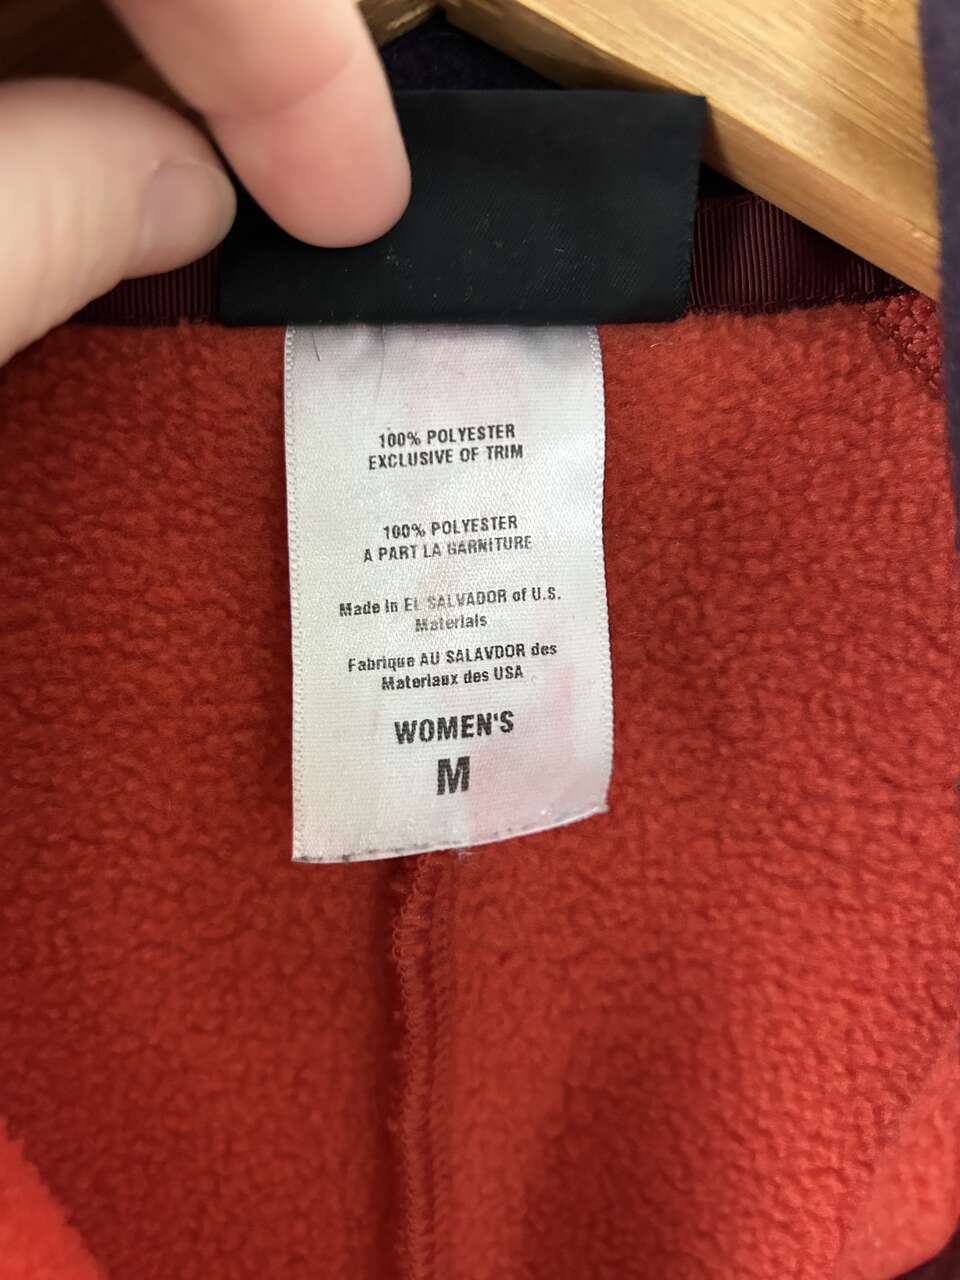 100% POLYESTER
EXCLUSIVE OF TRIM
100% POLYESTER
A PART LA GARNITURE
Made in EL SALVADOR of U.S.
Materials
Fabrique AU SALAVDOR des
Materiaux des USA
WOMEN'S
M